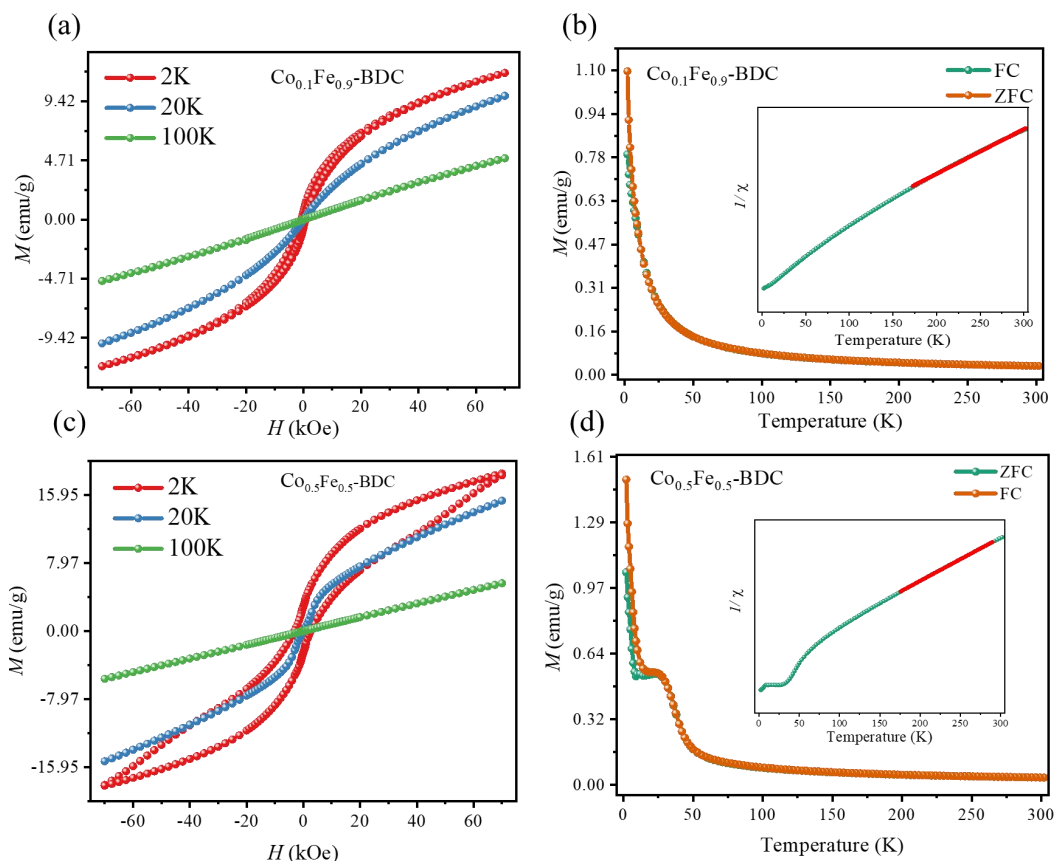 (a)
2K
20K
100K
Co0.1Fe0.9-BDC
9.42
4.71
0.00
-4.71
-9.42
M (emu/g)
-60
-40
-20
0
20
40
60
H (kOe)
(b)
Co0.1Fe0.9-BDC
FC
ZFC
1.10
0.94
0.78
0.63
0.47
0.31
0.16
0.00
M (emu/g)
1/χ
0
50
100
150
200
250
300
Temperature (K)
0
50
100
150
200
250
300
Temperature (K)
(c)
2K
20K
100K
Co0.5Fe0.5-BDC
15.95
7.97
0.00
-7.97
-15.95
M (emu/g)
-60
-40
-20
0
20
40
60
H (kOe)
(d)
Co0.5Fe0.5-BDC
ZFC
FC
1.61
1.29
0.97
0.64
0.32
0.00
M (emu/g)
1/χ
0
50
100
150
200
250
300
Temperature (K)
0
50
100
150
200
250
300
Temperature (K)